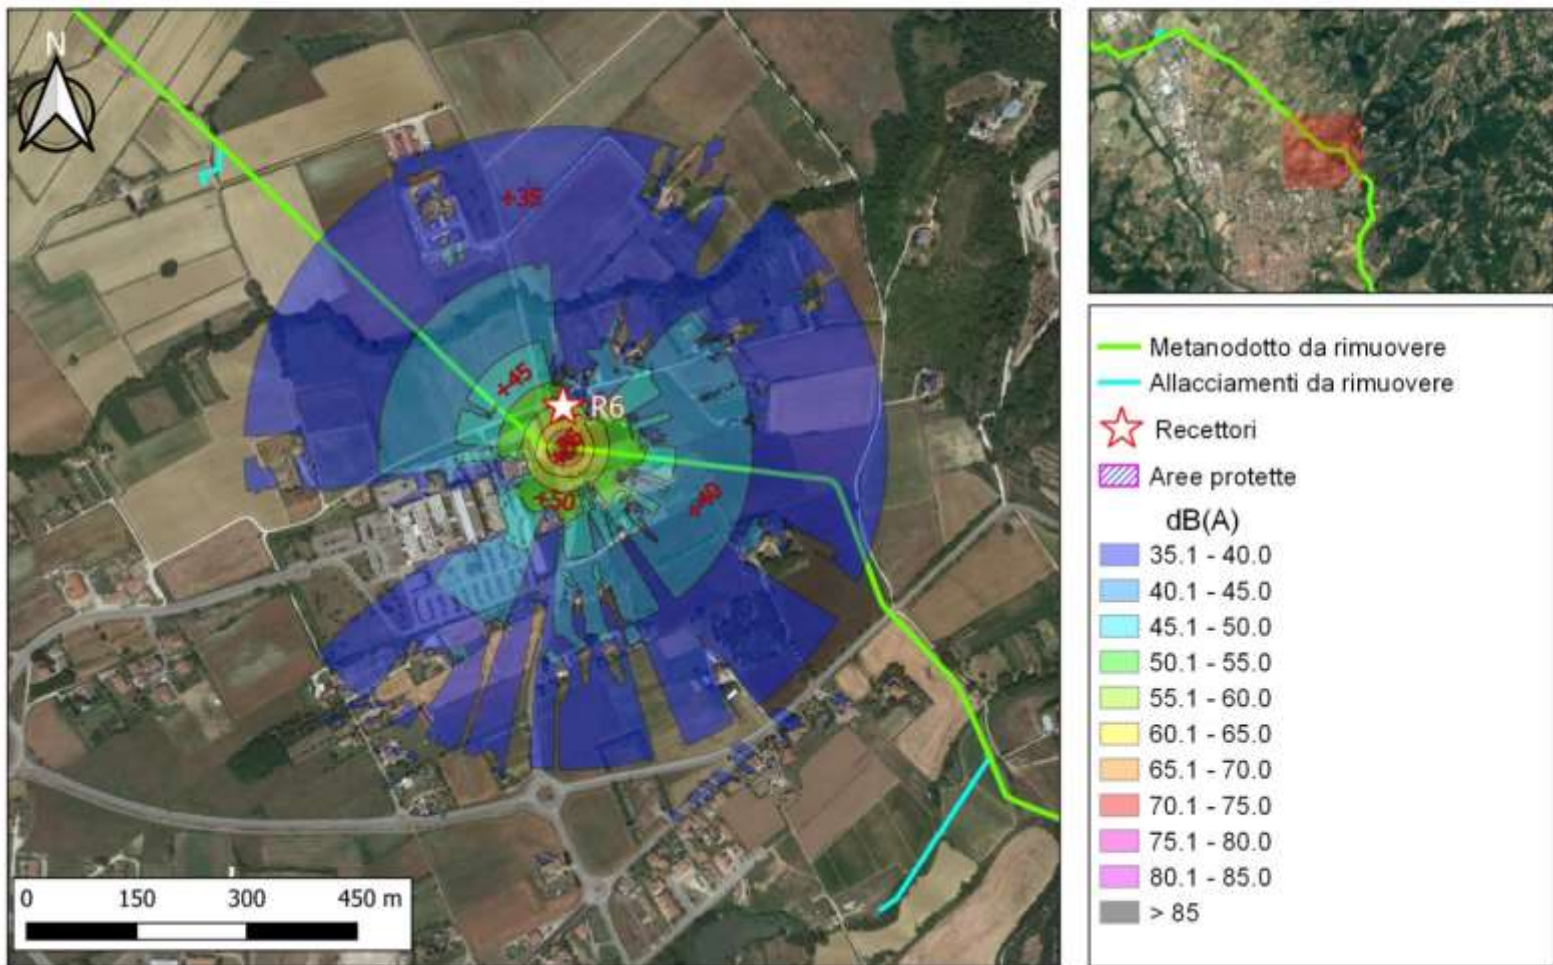 N
+35
+45
R6
+50
+40
0 150 300 450 m
Metanodotto da rimuovere
Allacciamenti da rimuovere
Recettori
Aree protette
dB(A)
35.1 - 40.0
40.1 - 45.0
45.1 - 50.0
50.1 - 55.0
55.1 - 60.0
60.1 - 65.0
65.1 - 70.0
70.1 - 75.0
75.1 - 80.0
80.1 - 85.0
> 85